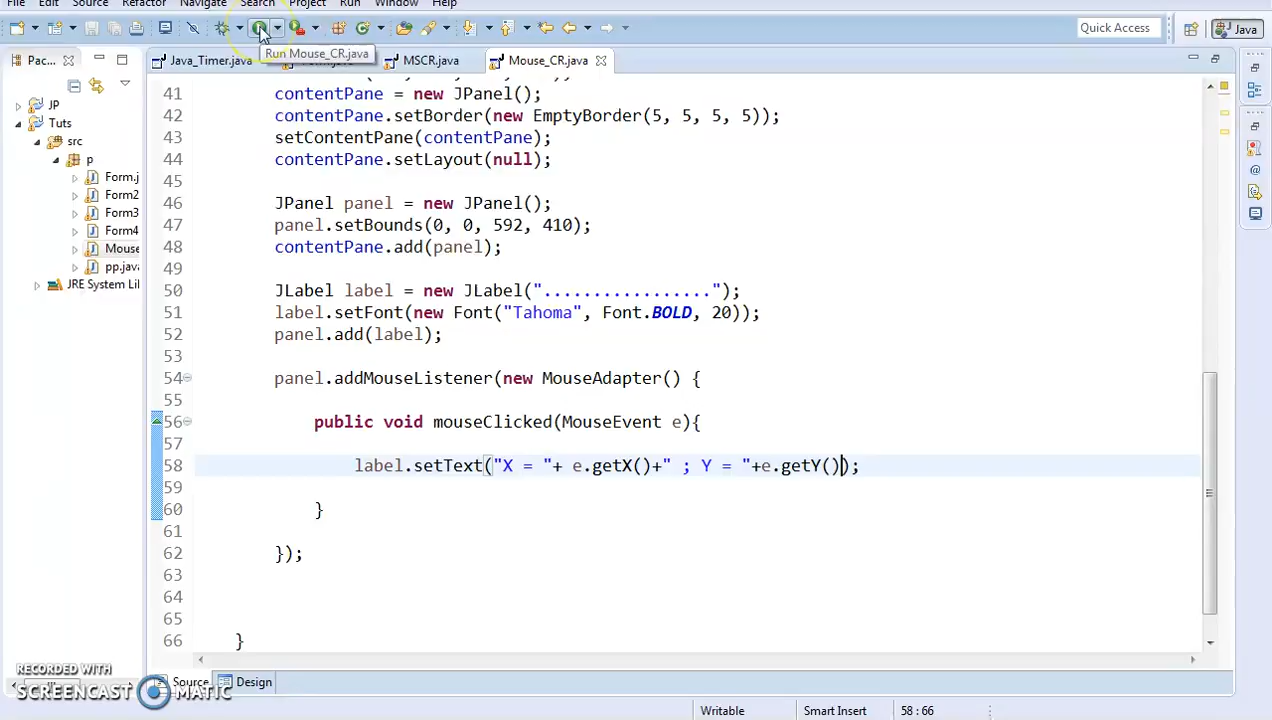 File Edit Source Refactor Navigate Search Project Run Window Help
Quick Access
Java
Run Mouse_CR.java
Pac...
Java_Timer.java
MSCR.java
Mouse_CR.java
JP
Tuts
src
p
Form.j
Form2
Form3
Form4
Mouse
pp.java
JRE System Lib
41 contentPane = new JPanel();
42 contentPane.setBorder(new EmptyBorder(5, 5, 5, 5));
43 setContentPane(contentPane);
44 contentPane.setLayout(null);
45
46 JPanel panel = new JPanel();
47 panel.setBounds(0, 0, 592, 410);
48 contentPane.add(panel);
49
50 JLabel label = new JLabel(".................");
51 label.setFont(new Font("Tahoma", Font.BOLD, 20));
52 panel.add(label);
53
54 panel.addMouseListener(new MouseAdapter() {
55
56 public void mouseClicked(MouseEvent e){
57
58 label.setText("X = "+ e.getX()+" ; Y = "+e.getY());
59
60 }
61
62 });
63
64
65
66 }
RECORDED WITH
SCREENCAST MATIC
Source Design
Writable Smart Insert 58 : 66